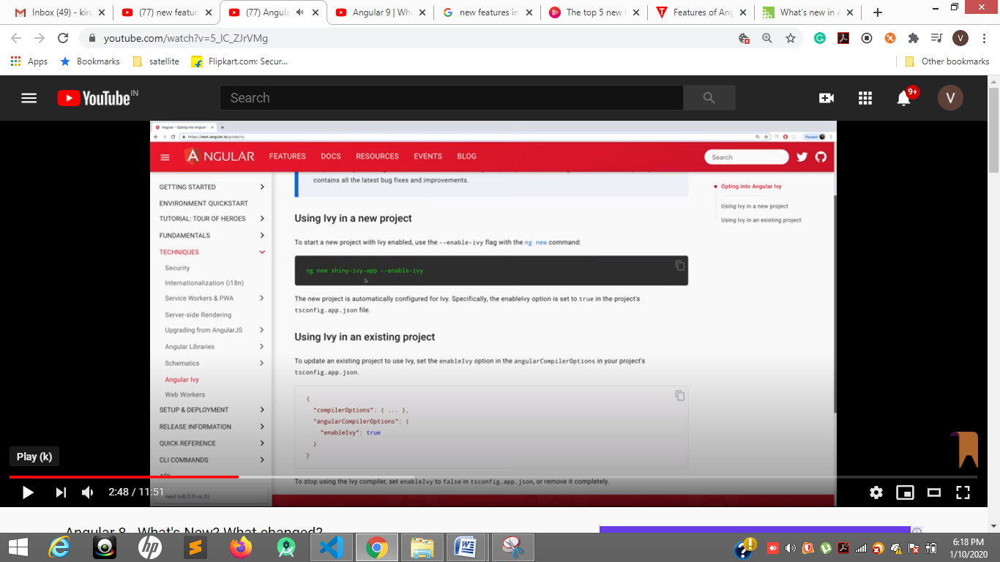 Inbox (49) - kira
(77) new featur
(77) Angula
Angular 9 | Wha
new features in
The top 5 new f
Features of Ang
What's new in A
youtube.com/watch?v=5_IC_ZJrVMg
V
Apps
Bookmarks
satellite
Flipkart.com: Secur...
Other bookmarks
YouTube IN
Search
9+
V
Angular - Opting into Angular
https://next.angular.io/guide/ivy
Paused
ANGULAR
FEATURES
DOCS
RESOURCES
EVENTS
BLOG
Search
GETTING STARTED
ENVIRONMENT QUICKSTART
TUTORIAL: TOUR OF HEROES
FUNDAMENTALS
TECHNIQUES
Security
Internationalization (i18n)
Service Workers & PWA
Server-side Rendering
Upgrading from AngularJS
Angular Libraries
Schematics
Angular Ivy
Web Workers
SETUP & DEPLOYMENT
RELEASE INFORMATION
QUICK REFERENCE
CLI COMMANDS
API
next (v8.0.0-rc.0)
contains all the latest bug fixes and improvements.
Using Ivy in a new project
To start a new project with Ivy enabled, use the --enable-ivy flag with the ng new command:
ng new shiny-ivy-app --enable-ivy
The new project is automatically configured for Ivy. Specifically, the enableIvy option is set to true in the project's
tsconfig.app.json file.
Using Ivy in an existing project
To update an existing project to use Ivy, set the enableIvy option in the angularCompilerOptions in your project's
tsconfig.app.json.
{
"compilerOptions": { ... },
"angularCompilerOptions": {
"enableIvy": true
}
}
To stop using the Ivy compiler, set enableIvy to false in tsconfig.app.json, or remove it completely.
Opting into Angular Ivy
Using Ivy in a new project
Using Ivy in an existing project
Play (k)
2:48 / 11:51
Angular 8 - What's New? What changed?
6:18 PM
1/10/2020